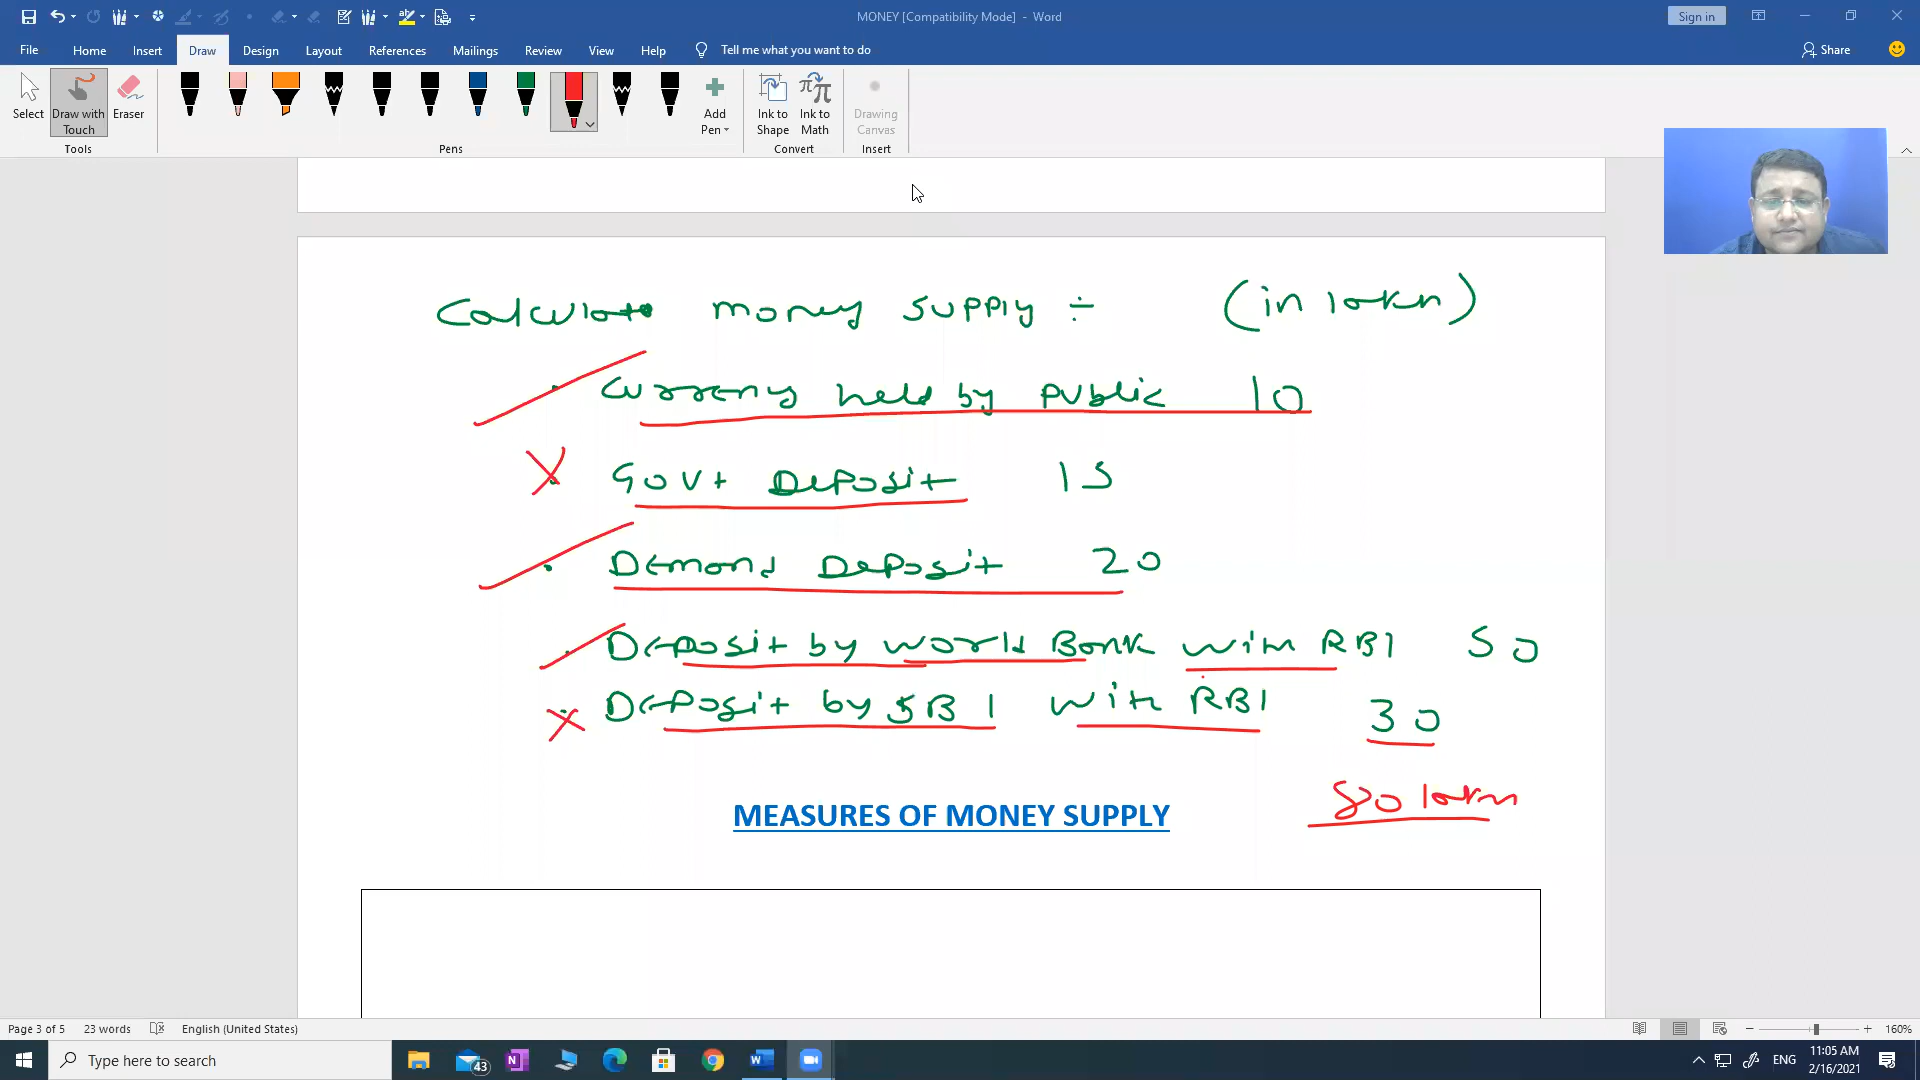 MONEY [Compatibility Mode] - Word
Sign in
File Home Insert Draw Design Layout References Mailings Review View Help Tell me what you want to do Share
Select
Draw with Touch
Eraser
Tools
Pens
Add Pen
Ink to Shape
Ink to Math
Convert
Drawing Canvas
Insert
Calculate money supply ÷ (in lakh)
Currency held by public 10
Govt Deposit 15
Demand Deposit 20
Deposit by World Bank with RBI 50
Deposit by SBI with RBI 30
80 lakh
MEASURES OF MONEY SUPPLY
Page 3 of 5 23 words English (United States) 160%
Type here to search
43
ENG
11:05 AM
2/16/2021